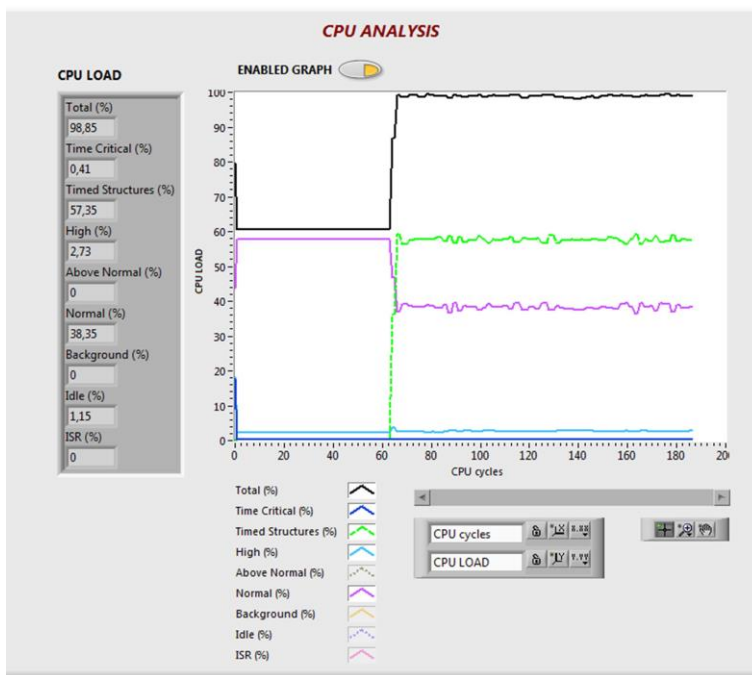 CPU ANALYSIS
CPU LOAD
ENABLED GRAPH
Total (%)
98,85
Time Critical (%)
0,41
Timed Structures (%)
57,35
High (%)
2,73
Above Normal (%)
0
Normal (%)
38,35
Background (%)
0
Idle (%)
1,15
ISR (%)
0
CPU LOAD
100
90
80
70
60
50
40
30
20
10
0
0 20 40 60 80 100 120 140 160 180 20
CPU cycles
Total (%)
Time Critical (%)
Timed Structures (%)
High (%)
Above Normal (%)
Normal (%)
Background (%)
Idle (%)
ISR (%)
CPU cycles
CPU LOAD